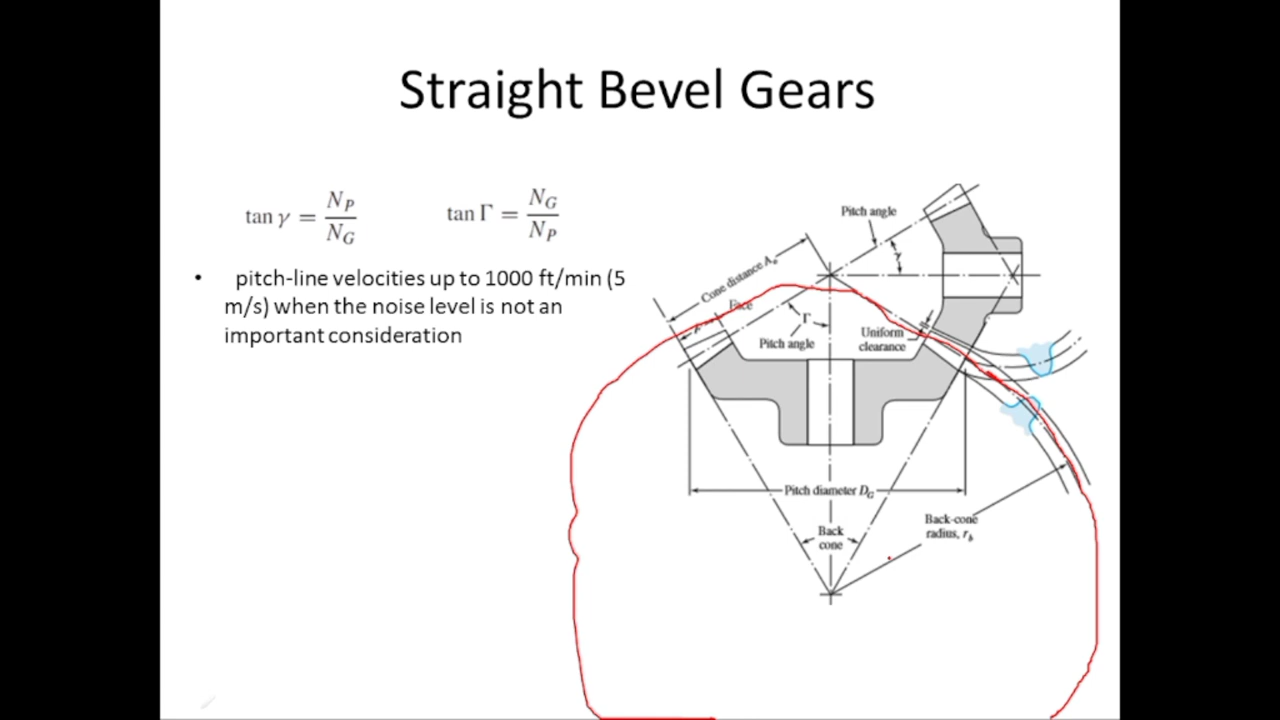 Straight Bevel Gears
tan γ = N_P / N_G
tan Γ = N_G / N_P
• pitch-line velocities up to 1000 ft/min (5
m/s) when the noise level is not an
important consideration
Pitch angle
γ
Cone distance A_o
Face
F
Γ
Pitch angle
Uniform
clearance
Pitch diameter D_G
Back
cone
Back-cone
radius, r_b